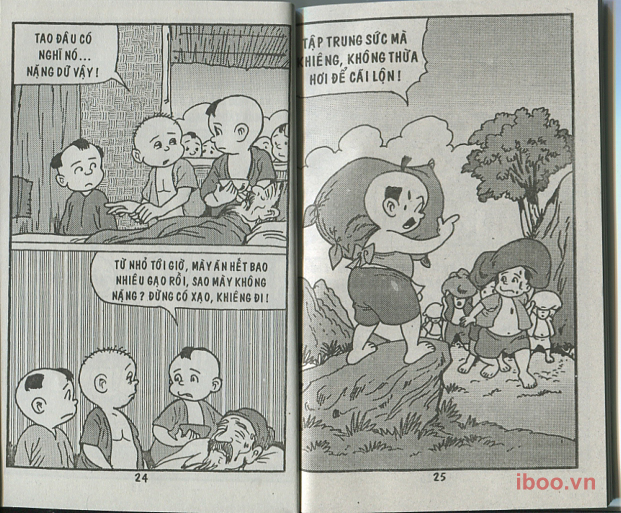 TAO ĐÂU CÓ
NGHĨ NÓ...
NẶNG DỮ VẬY!
TỪ NHỎ TỚI GIỜ, MÀY ĂN HẾT BAO
NHIÊU GẠO RỒI, SAO MÀY KHÔNG
NẶNG? ĐỪNG CÓ XẠO, KHIÊNG ĐI!
24
TẬP TRUNG SỨC MÀ
KHIÊNG, KHÔNG THỪA
HƠI ĐỂ CÃI LỘN!
25
iboo.vn